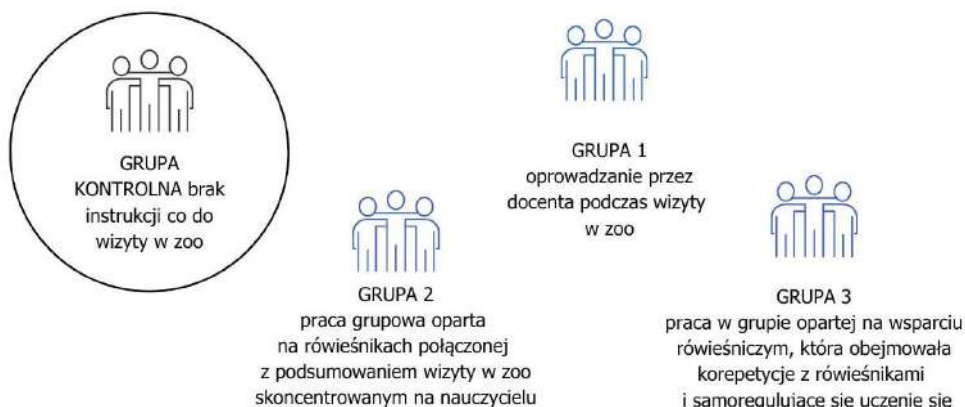 GRUPA
KONTROLNA brak
instrukcji co do
wizyty w zoo
GRUPA 1
oprowadzanie przez
docenta podczas wizyty
w zoo
GRUPA 2
praca grupowa oparta
na rówieśnikach połączonej
z podsumowaniem wizyty w zoo
skoncentrowanym na nauczycielu
GRUPA 3
praca w grupie opartej na wsparciu
rówieśniczym, która obejmowała
korepetycje z rówieśnikami
i samoregulujące się uczenie się